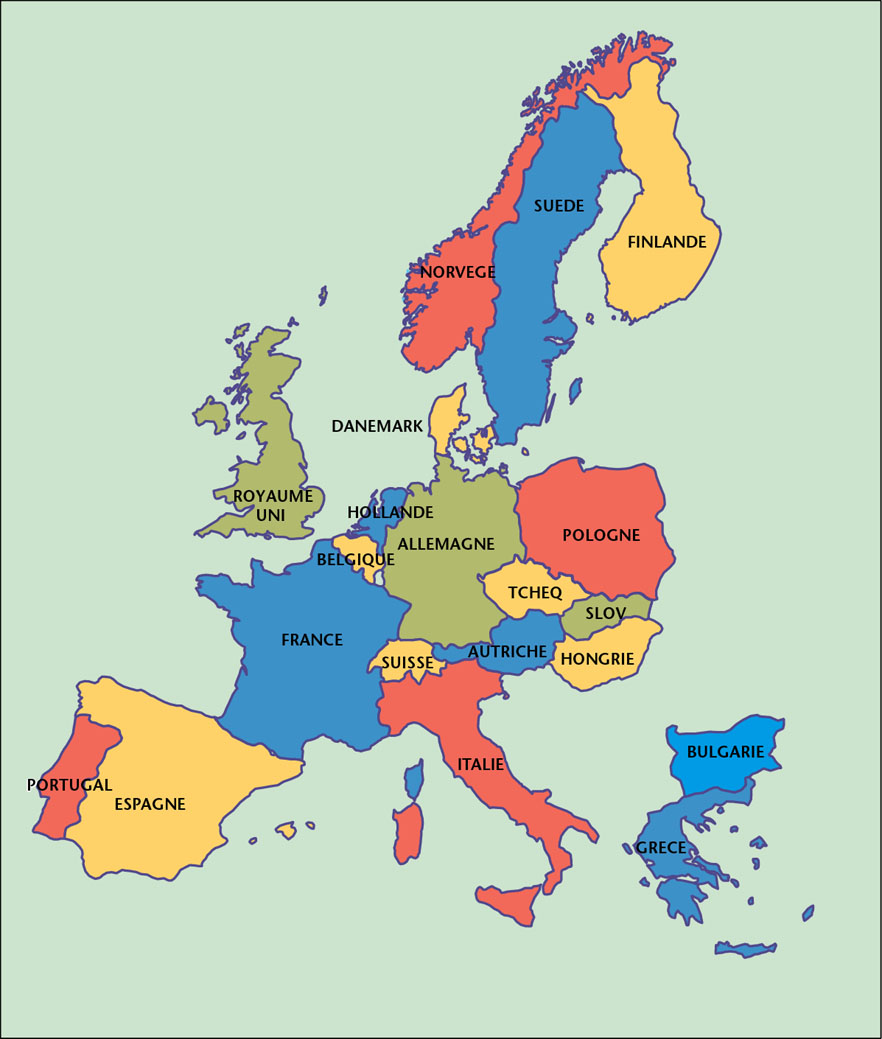 SUEDE
FINLANDE
NORVEGE
DANEMARK
ROYAUME
UNI
HOLLANDE
POLOGNE
ALLEMAGNE
BELGIQUE
TCHEQ
SLOV
FRANCE
AUTRICHE
HONGRIE
SUISSE
BULGARIE
ITALIE
PORTUGAL
ESPAGNE
GRECE